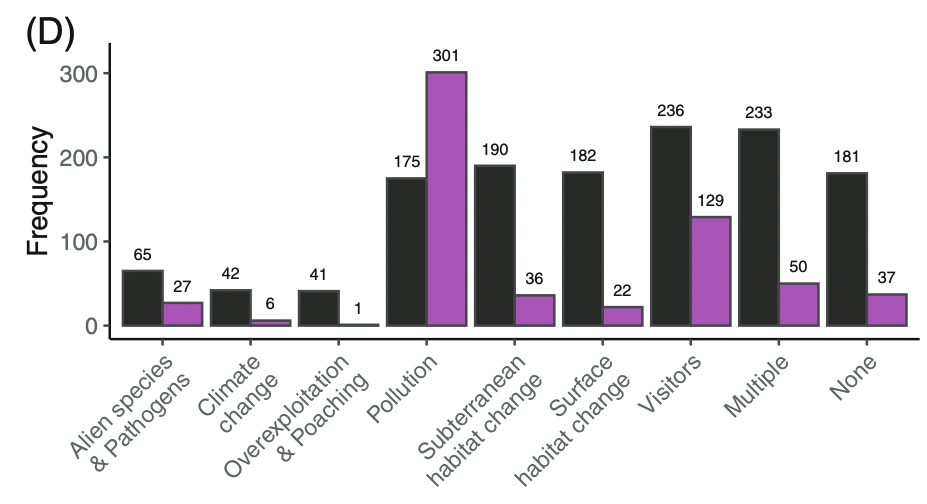 (D)
Frequency
300
200
100
0
65
27
42
6
41
1
175
301
190
36
182
22
236
129
233
50
181
37
Alien species
& Pathogens
Climate
change
Overexploitation
& Poaching
Pollution
Subterranean
habitat change
Surface
habitat change
Visitors
Multiple
None